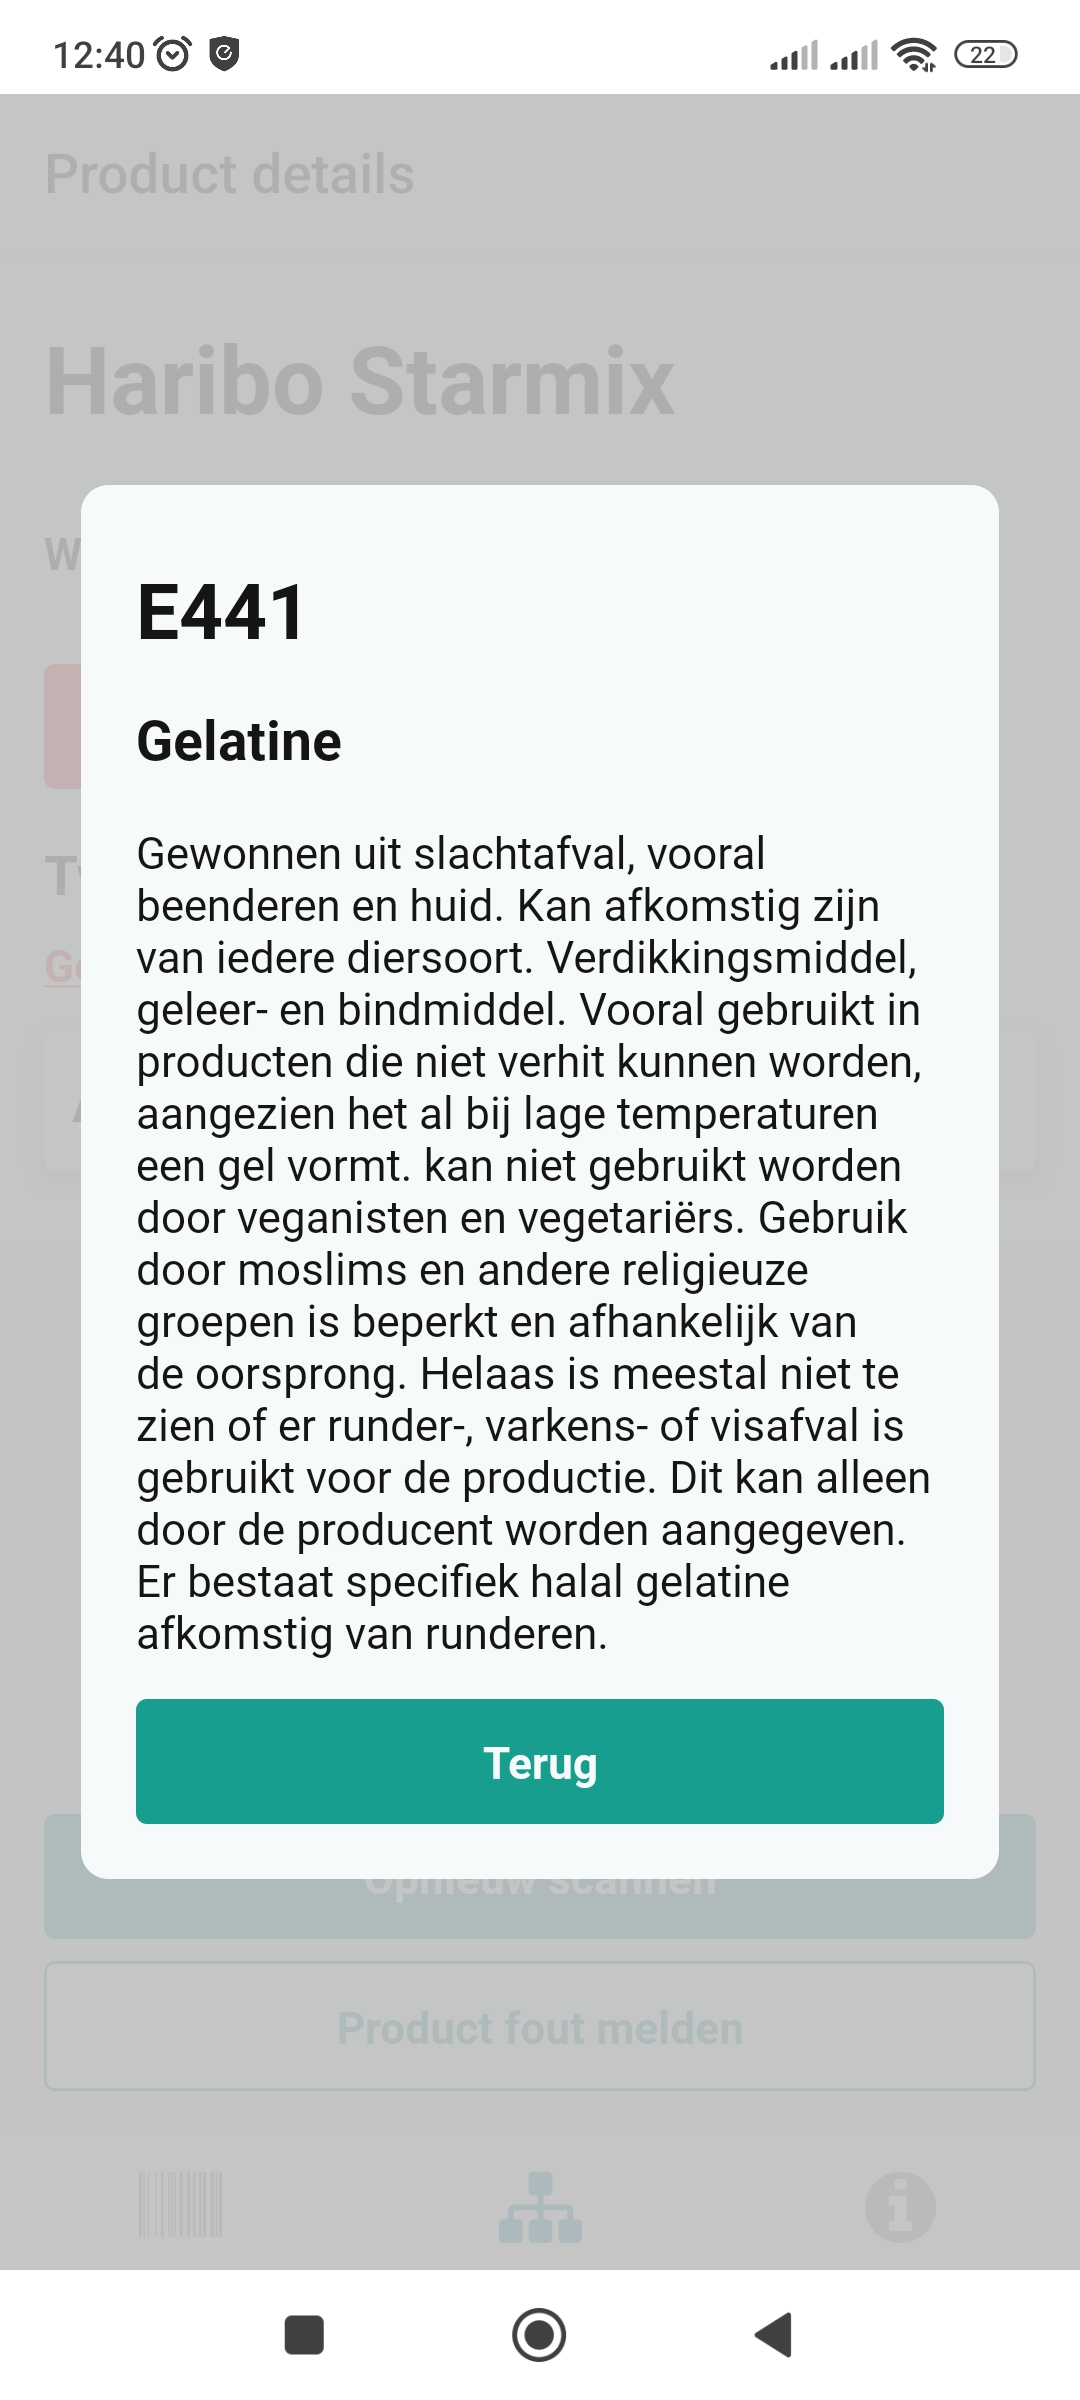 12:40
22
Product details
Haribo Starmix
E441
Gelatine
Gewonnen uit slachtafval, vooral
beenderen en huid. Kan afkomstig zijn
van iedere diersoort. Verdikkingsmiddel,
geleer- en bindmiddel. Vooral gebruikt in
producten die niet verhit kunnen worden,
aangezien het al bij lage temperaturen
een gel vormt. kan niet gebruikt worden
door veganisten en vegetariërs. Gebruik
door moslims en andere religieuze
groepen is beperkt en afhankelijk van
de oorsprong. Helaas is meestal niet te
zien of er runder-, varkens- of visafval is
gebruikt voor de productie. Dit kan alleen
door de producent worden aangegeven.
Er bestaat specifiek halal gelatine
afkomstig van runderen.
Terug
Opnieuw scannen
Product fout melden